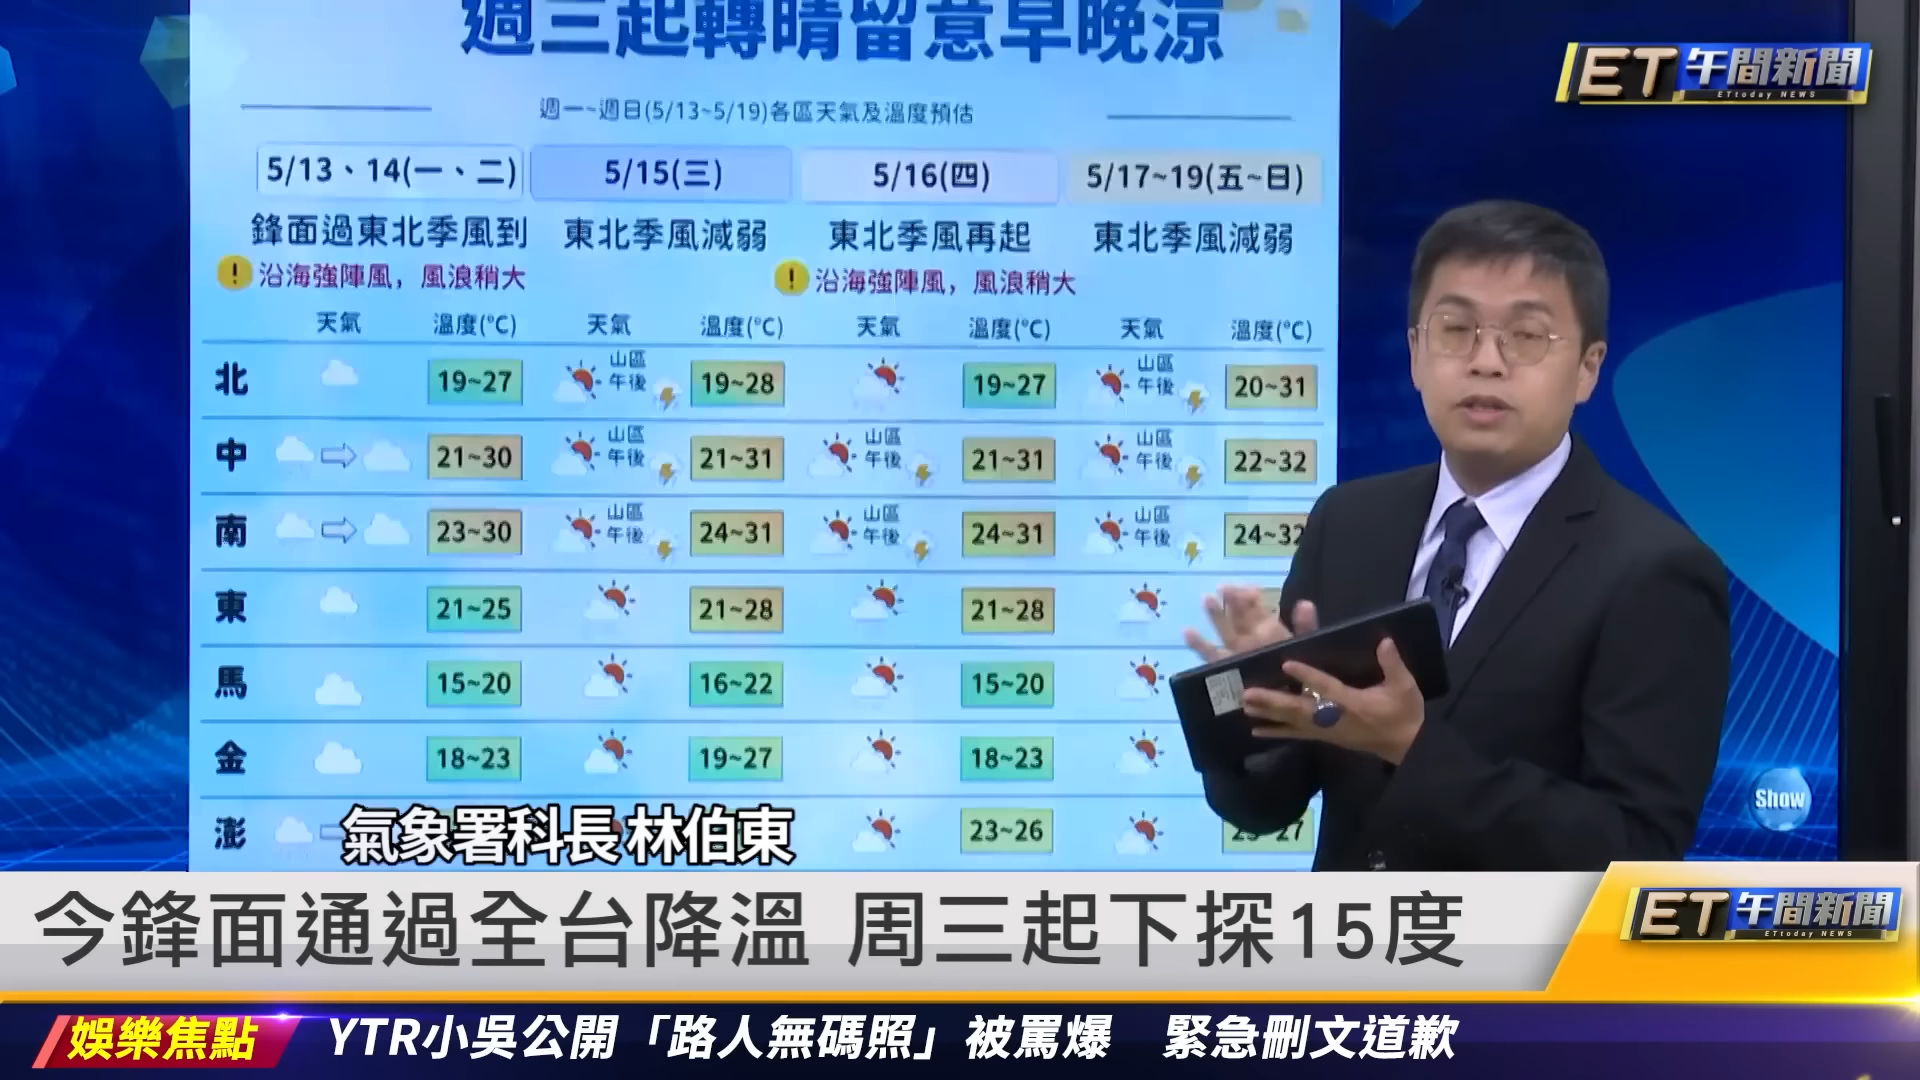 週三起轉晴留意早晚涼
ET午間新聞
ETtoday NEWS
週一~週日(5/13~5/19)各區天氣及溫度預估
5/13、14(一、二) 5/15(三) 5/16(四) 5/17~19(五~日)
鋒面過東北季風到 東北季風減弱 東北季風再起 東北季風減弱
! 沿海強陣風，風浪稍大 ! 沿海強陣風，風浪稍大
天氣 溫度(°C) 天氣 溫度(°C) 天氣 溫度(°C) 天氣 溫度(°C)
北 19~27 山區午後 19~28 19~27 山區午後 20~31
中 21~30 山區午後 21~31 山區午後 21~31 山區午後 22~32
南 23~30 山區午後 24~31 山區午後 24~31 山區午後 24~32
東 21~25 21~28 21~28
馬 15~20 16~22 15~20
金 18~23 19~27 18~23
澎 23~26
Show
氣象署科長 林伯東
今鋒面通過全台降溫 周三起下探15度
ET午間新聞
ETtoday NEWS
娛樂焦點 YTR小吳公開「路人無碼照」被罵爆 緊急刪文道歉